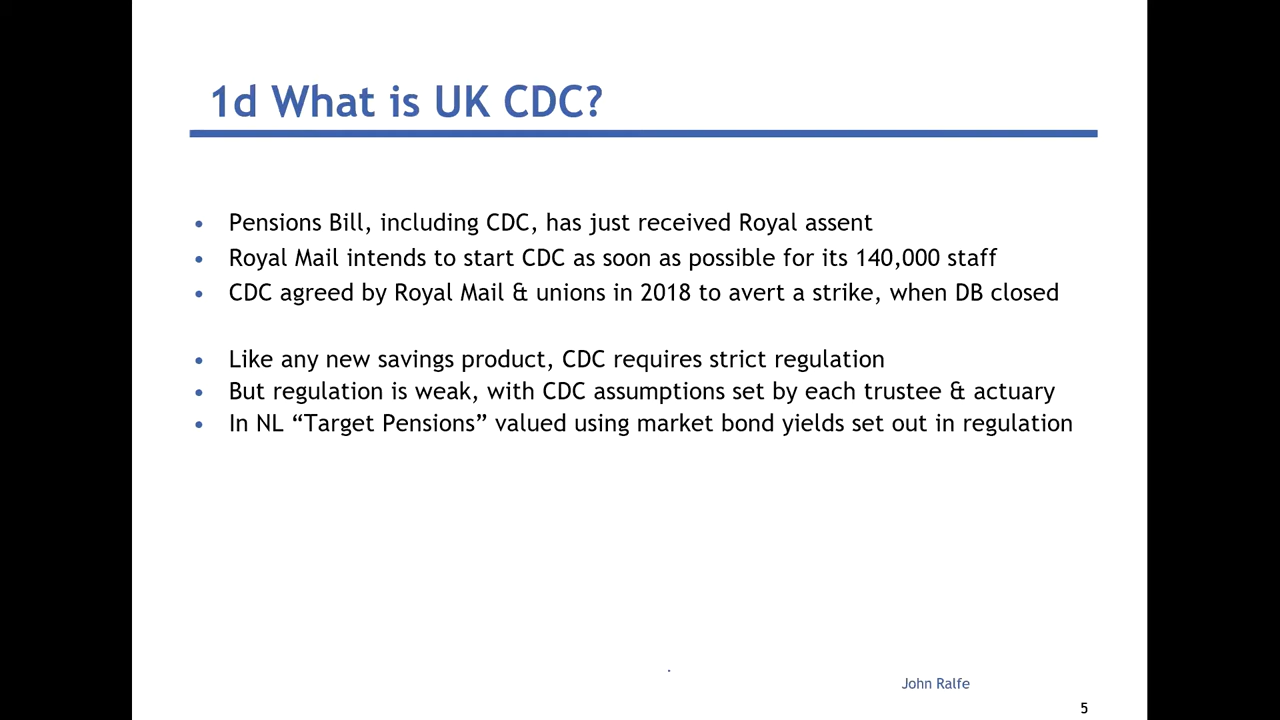 1d What is UK CDC?
• Pensions Bill, including CDC, has just received Royal assent
• Royal Mail intends to start CDC as soon as possible for its 140,000 staff
• CDC agreed by Royal Mail & unions in 2018 to avert a strike, when DB closed
• Like any new savings product, CDC requires strict regulation
• But regulation is weak, with CDC assumptions set by each trustee & actuary
• In NL “Target Pensions” valued using market bond yields set out in regulation
.
John Ralfe
5